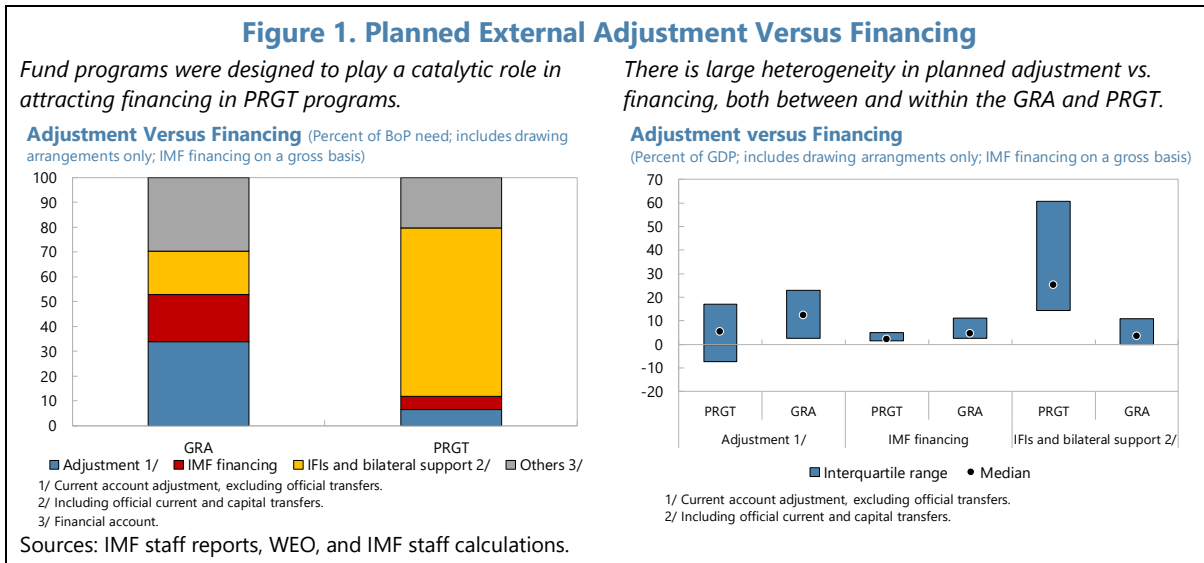 Figure 1. Planned External Adjustment Versus Financing
Fund programs were designed to play a catalytic role in
attracting financing in PRGT programs.
Adjustment Versus Financing (Percent of BoP need; includes drawing
arrangements only; IMF financing on a gross basis)
100
90
80
70
60
50
40
30
20
10
0
GRA PRGT
Adjustment 1/ IMF financing IFIs and bilateral support 2/ Others 3/
1/ Current account adjustment, excluding official transfers.
2/ Including official current and capital transfers.
3/ Financial account.
There is large heterogeneity in planned adjustment vs.
financing, both between and within the GRA and PRGT.
Adjustment versus Financing
(Percent of GDP; includes drawing arrangments only; IMF financing on a gross basis)
70
60
50
40
30
20
10
0
-10
-20
PRGT GRA PRGT GRA PRGT GRA
Adjustment 1/ IMF financing IFIs and bilateral support 2/
Interquartile range Median
1/ Current account adjustment, excluding official transfers.
2/ Including official current and capital transfers.
Sources: IMF staff reports, WEO, and IMF staff calculations.